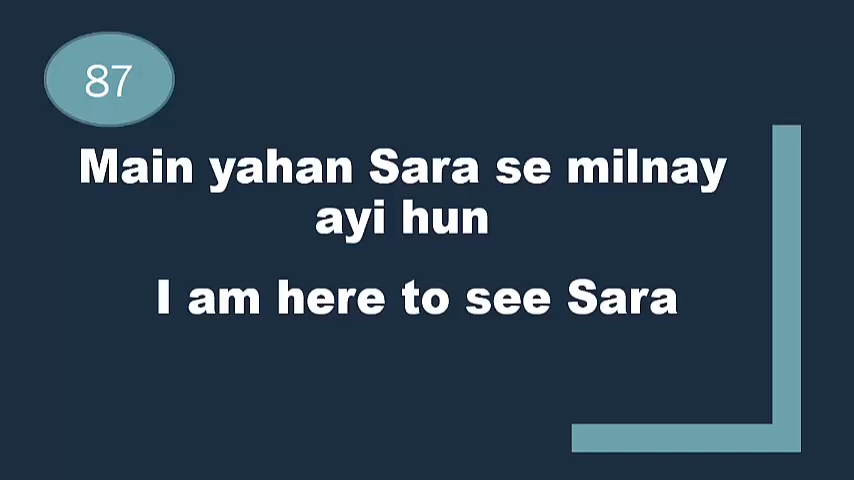 87
Main yahan Sara se milnay
ayi hun
I am here to see Sara